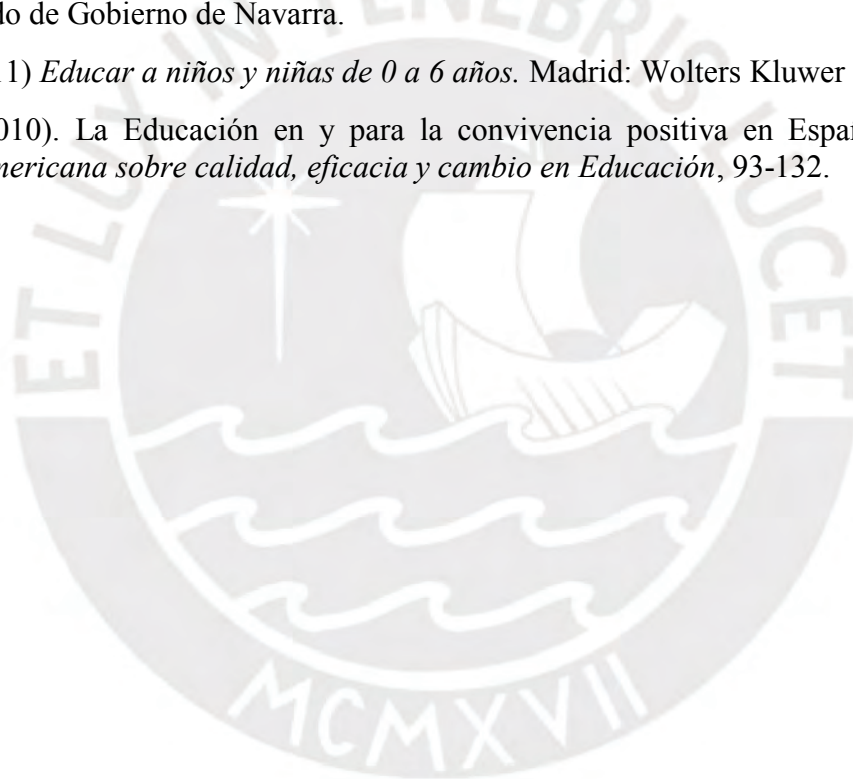 do de Gobierno de Navarra.
11) Educar a niños y niñas de 0 a 6 años. Madrid: Wolters Kluwer
010). La Educación en y para la convivencia positiva en Espa
mericana sobre calidad, eficacia y cambio en Educación, 93-132.
ET LUX IN TENEBRIS LUCET
MCMXVII